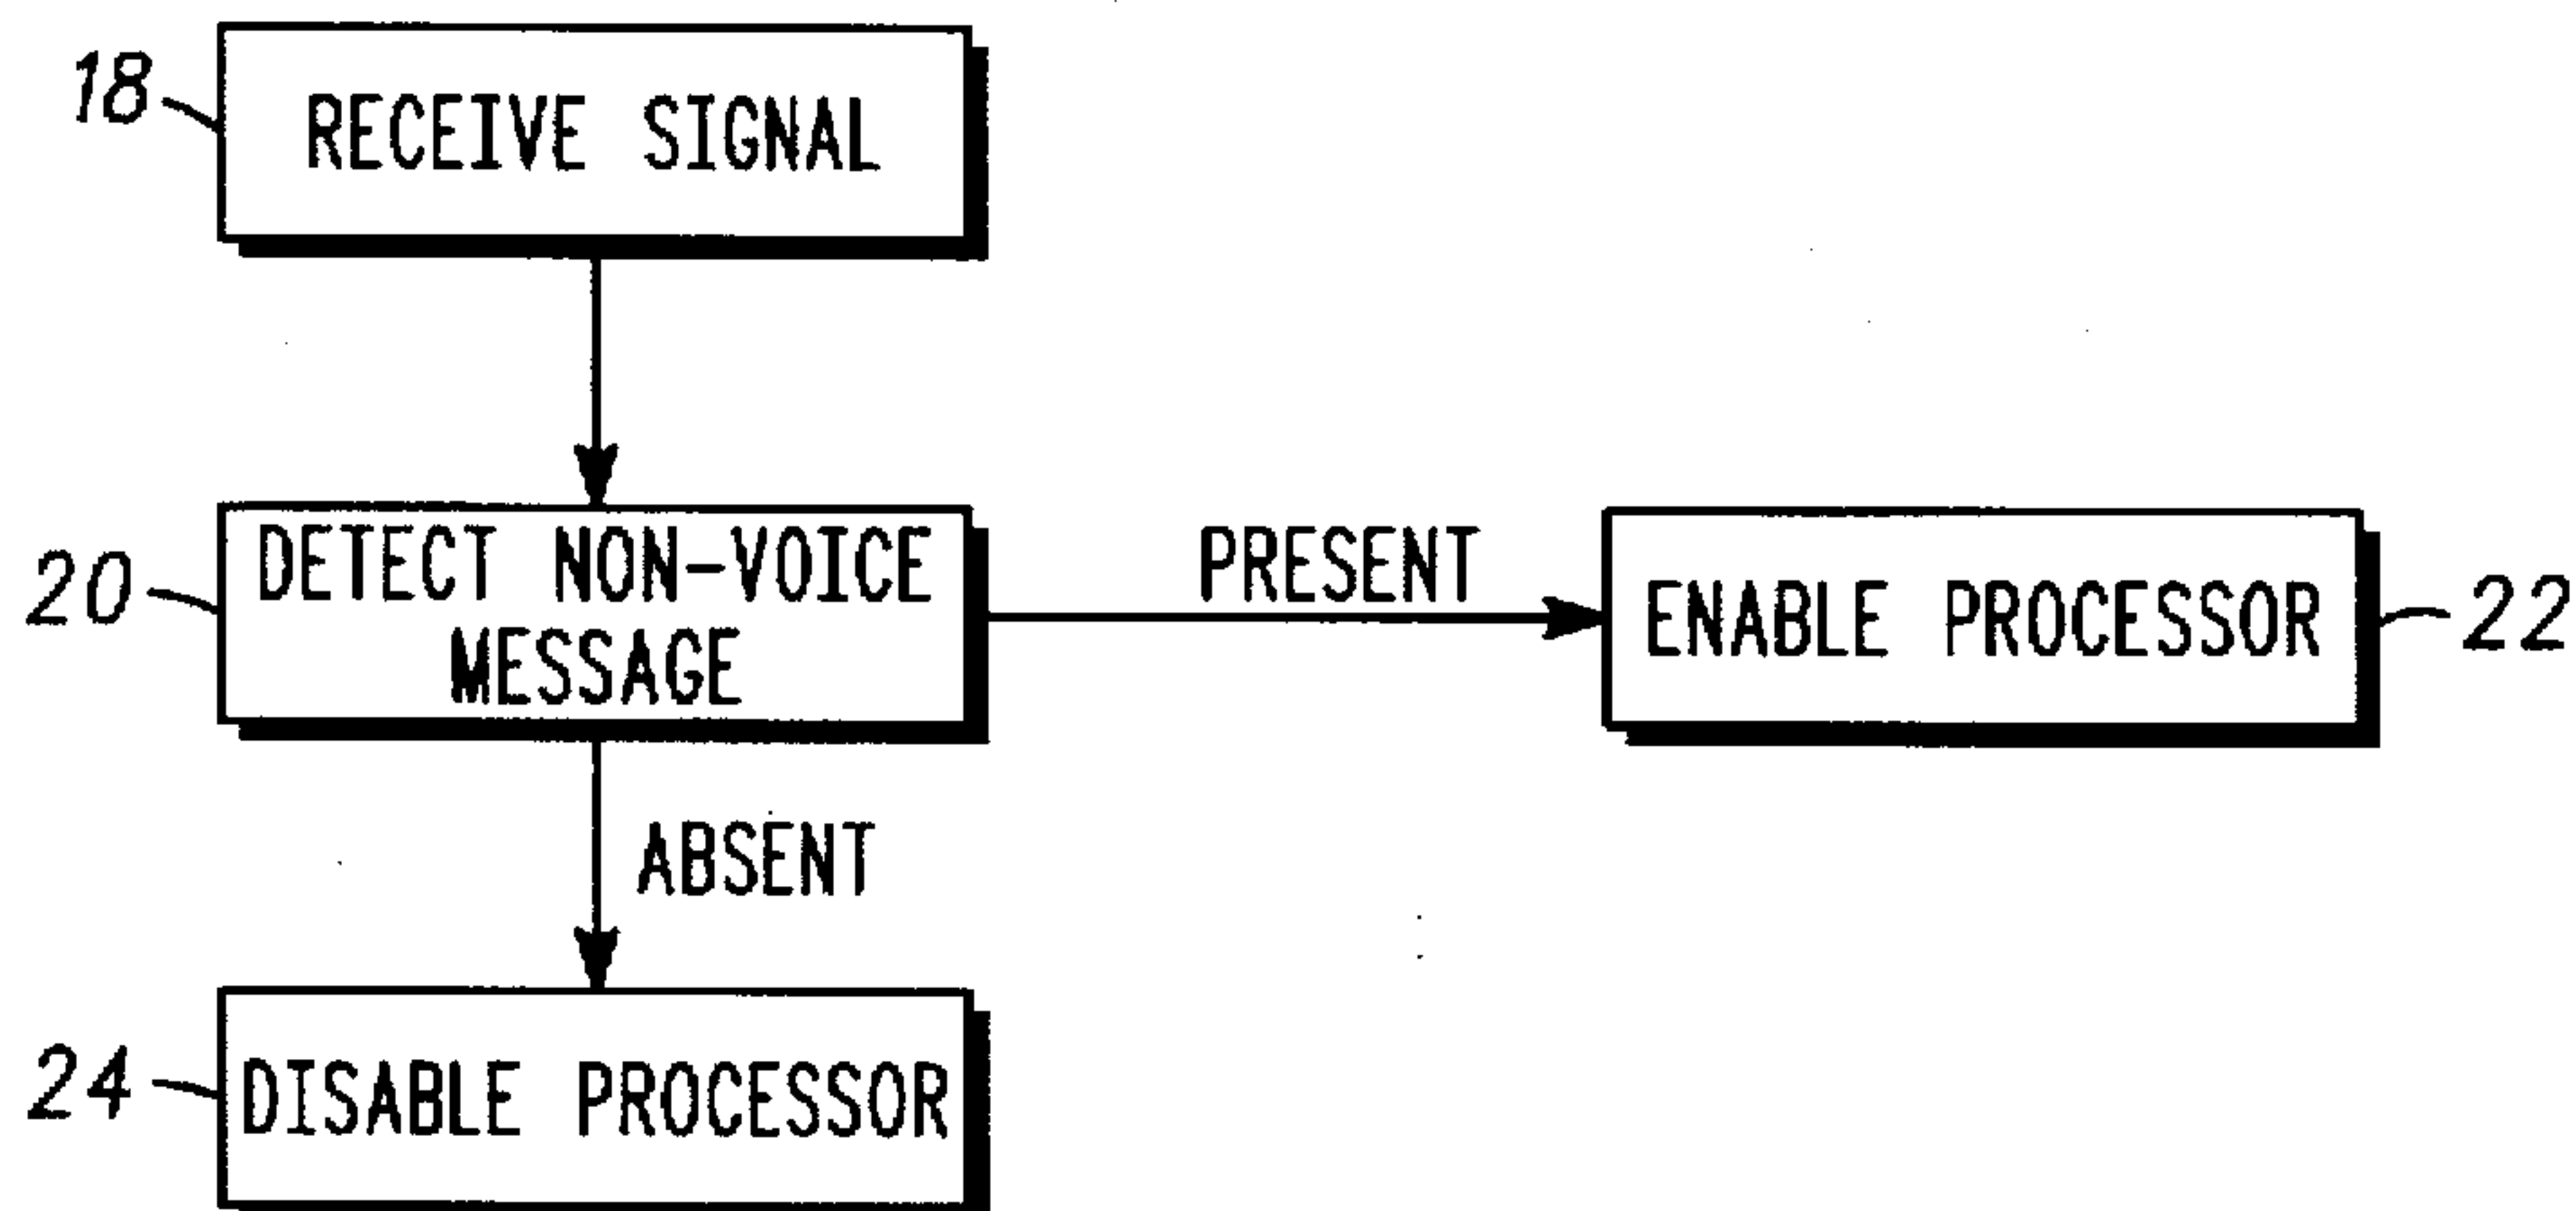 18
RECEIVE SIGNAL
20
DETECT NON-VOICE
MESSAGE
PRESENT
ENABLE PROCESSOR
22
ABSENT
24
DISABLE PROCESSOR